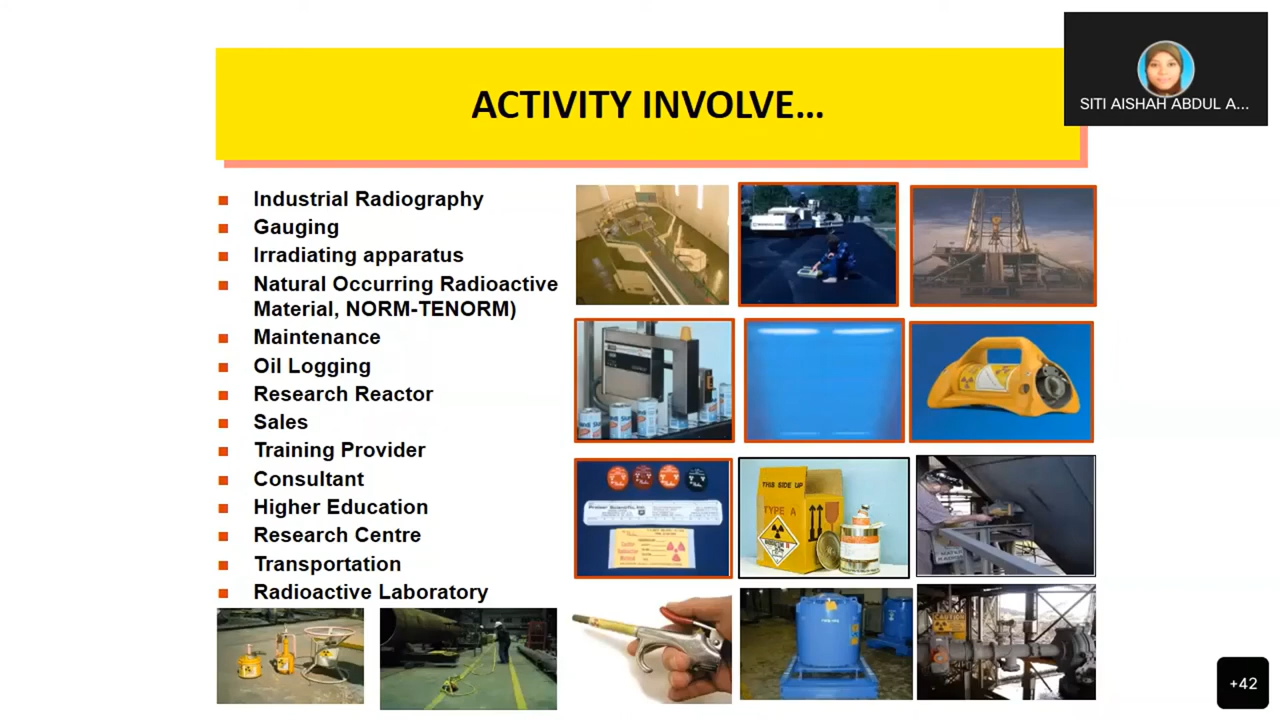 ACTIVITY INVOLVE...
SITI AISHAH ABDUL A...
Industrial Radiography
Gauging
Irradiating apparatus
Natural Occurring Radioactive
Material, NORM-TENORM)
Maintenance
Oil Logging
Research Reactor
Sales
Training Provider
Consultant
Higher Education
Research Centre
Transportation
Radioactive Laboratory
THIS SIDE UP
TYPE A
CAUTION
+42